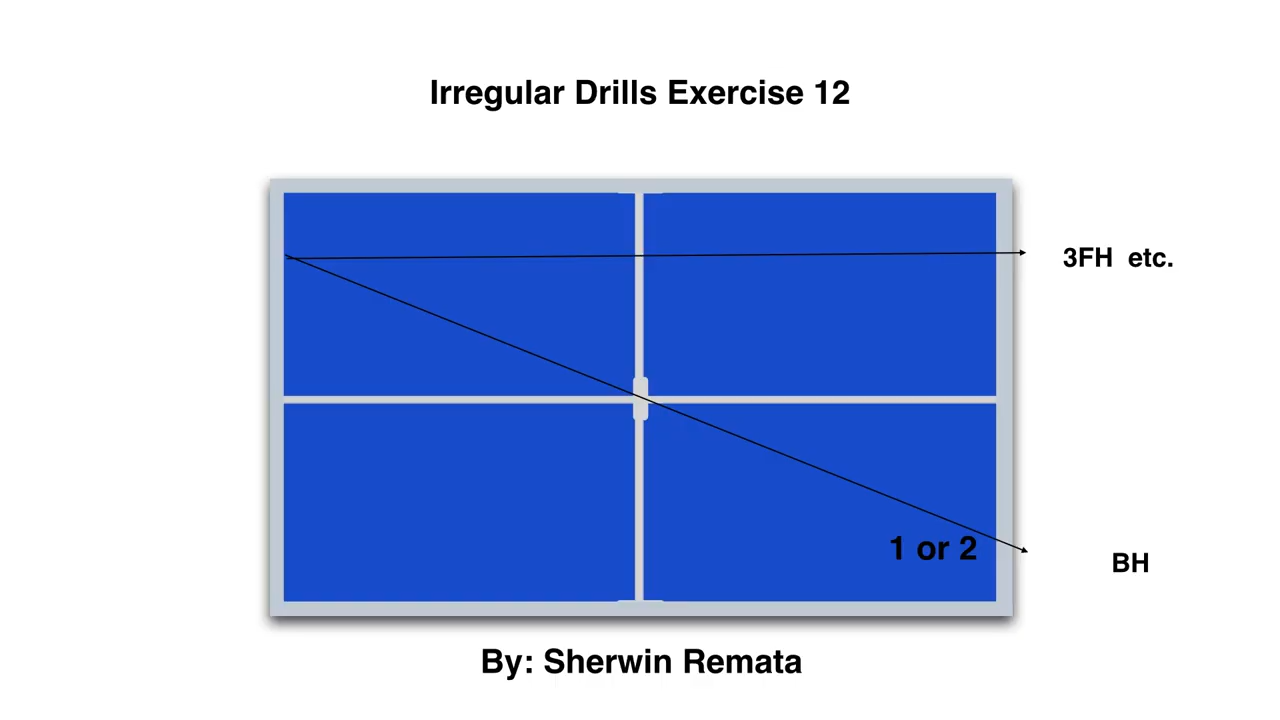 Irregular Drills Exercise 12
3FH  etc.
1 or 2
BH
By: Sherwin Remata